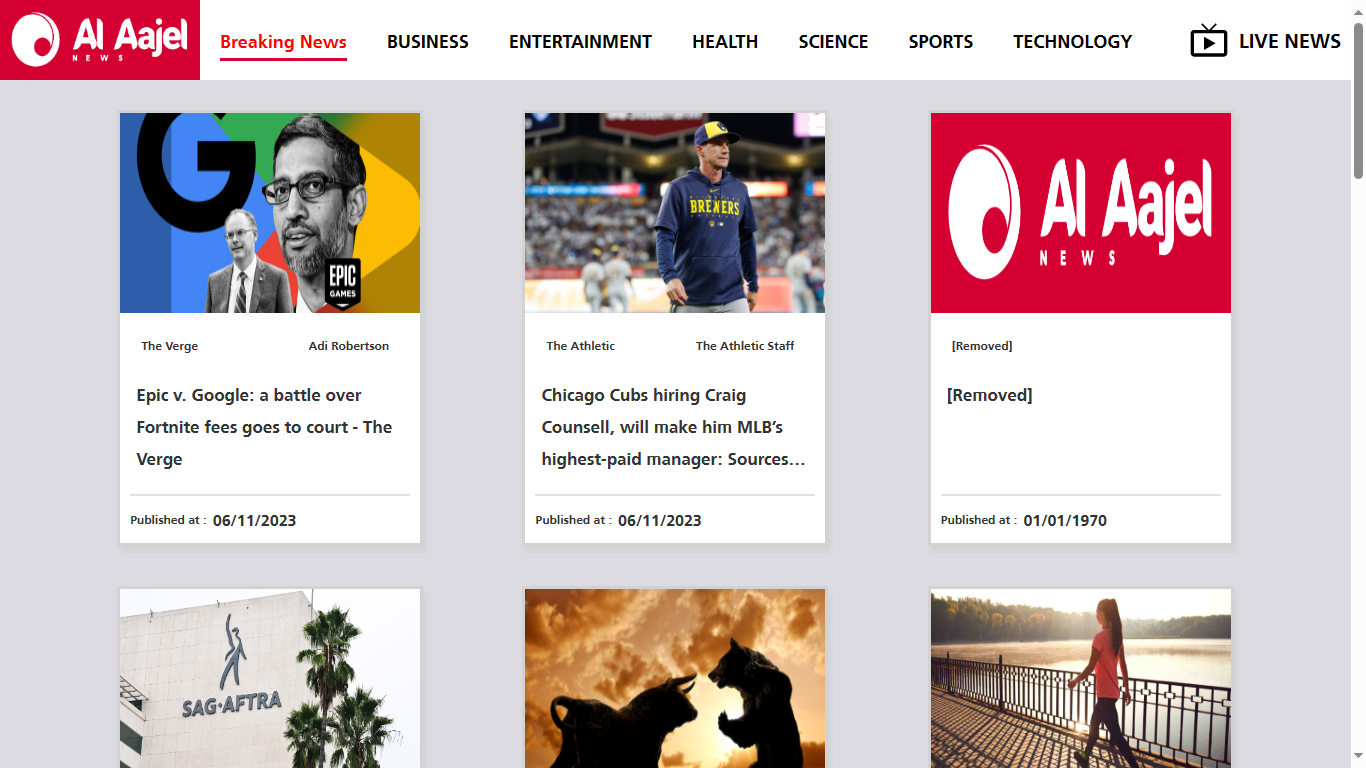 Al Aajel
NEWS
Breaking News
BUSINESS
ENTERTAINMENT
HEALTH
SCIENCE
SPORTS
TECHNOLOGY
LIVE NEWS
G
EPIC
GAMES
The Verge
Adi Robertson
Epic v. Google: a battle over
Fortnite fees goes to court - The
Verge
Published at : 06/11/2023
BREWERS
The Athletic
The Athletic Staff
Chicago Cubs hiring Craig
Counsell, will make him MLB’s
highest-paid manager: Sources...
Published at : 06/11/2023
Al Aajel
NEWS
[Removed]
[Removed]
Published at : 01/01/1970
SAG·AFTRA